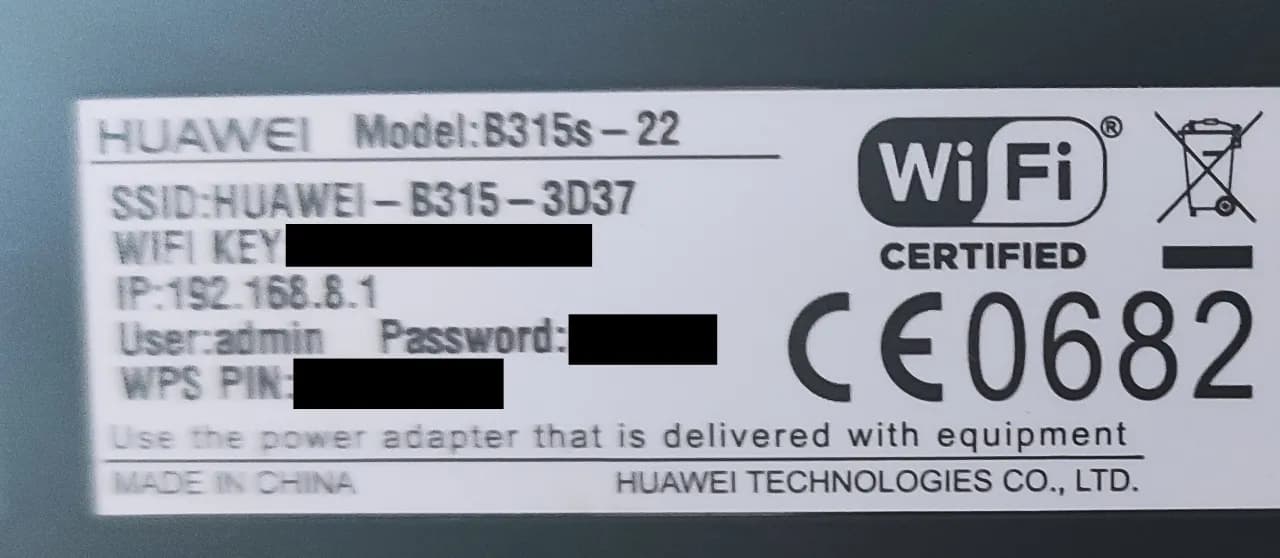 HUAWEI Model:B315s-22
SSID:HUAWEI-B315-3D37
WIFI KEY
IP:192.168.8.1
User:admin Password:
WPS PIN:
Use the power adapter that is delivered with equipment
MADE IN CHINA HUAWEI TECHNOLOGIES CO., LTD.
WiFi®
CERTIFIED
CE0682